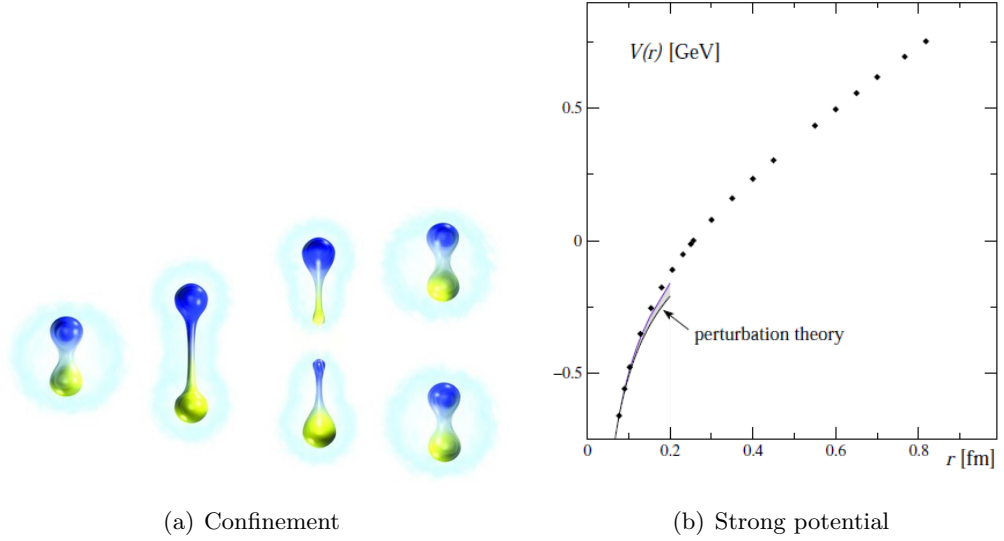 V(r) [GeV]
0.5
0
perturbation theory
−0.5
0 0.2 0.4 0.6 0.8 r [fm]
(a) Confinement
(b) Strong potential